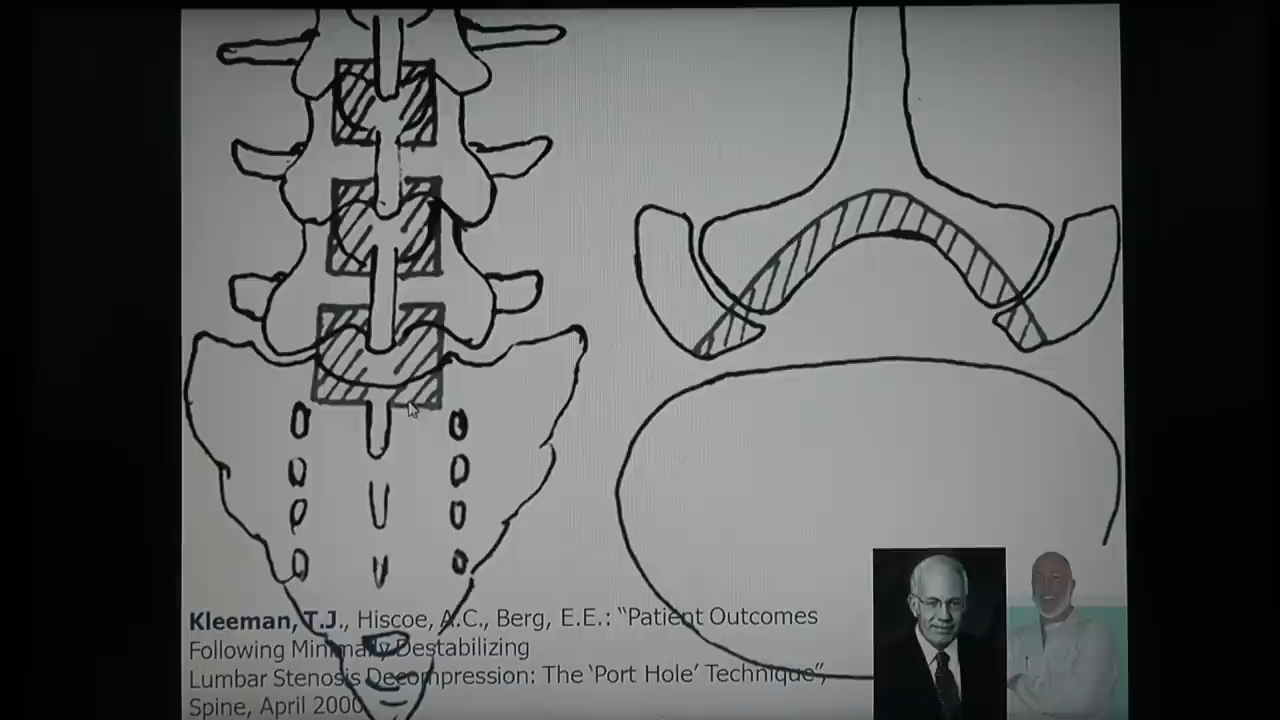 Kleeman, T.J., Hiscoe, A.C., Berg, E.E.: “Patient Outcomes
Following Minimally Destabilizing
Lumbar Stenosis Decompression: The ‘Port Hole’ Technique”,
Spine, April 2000